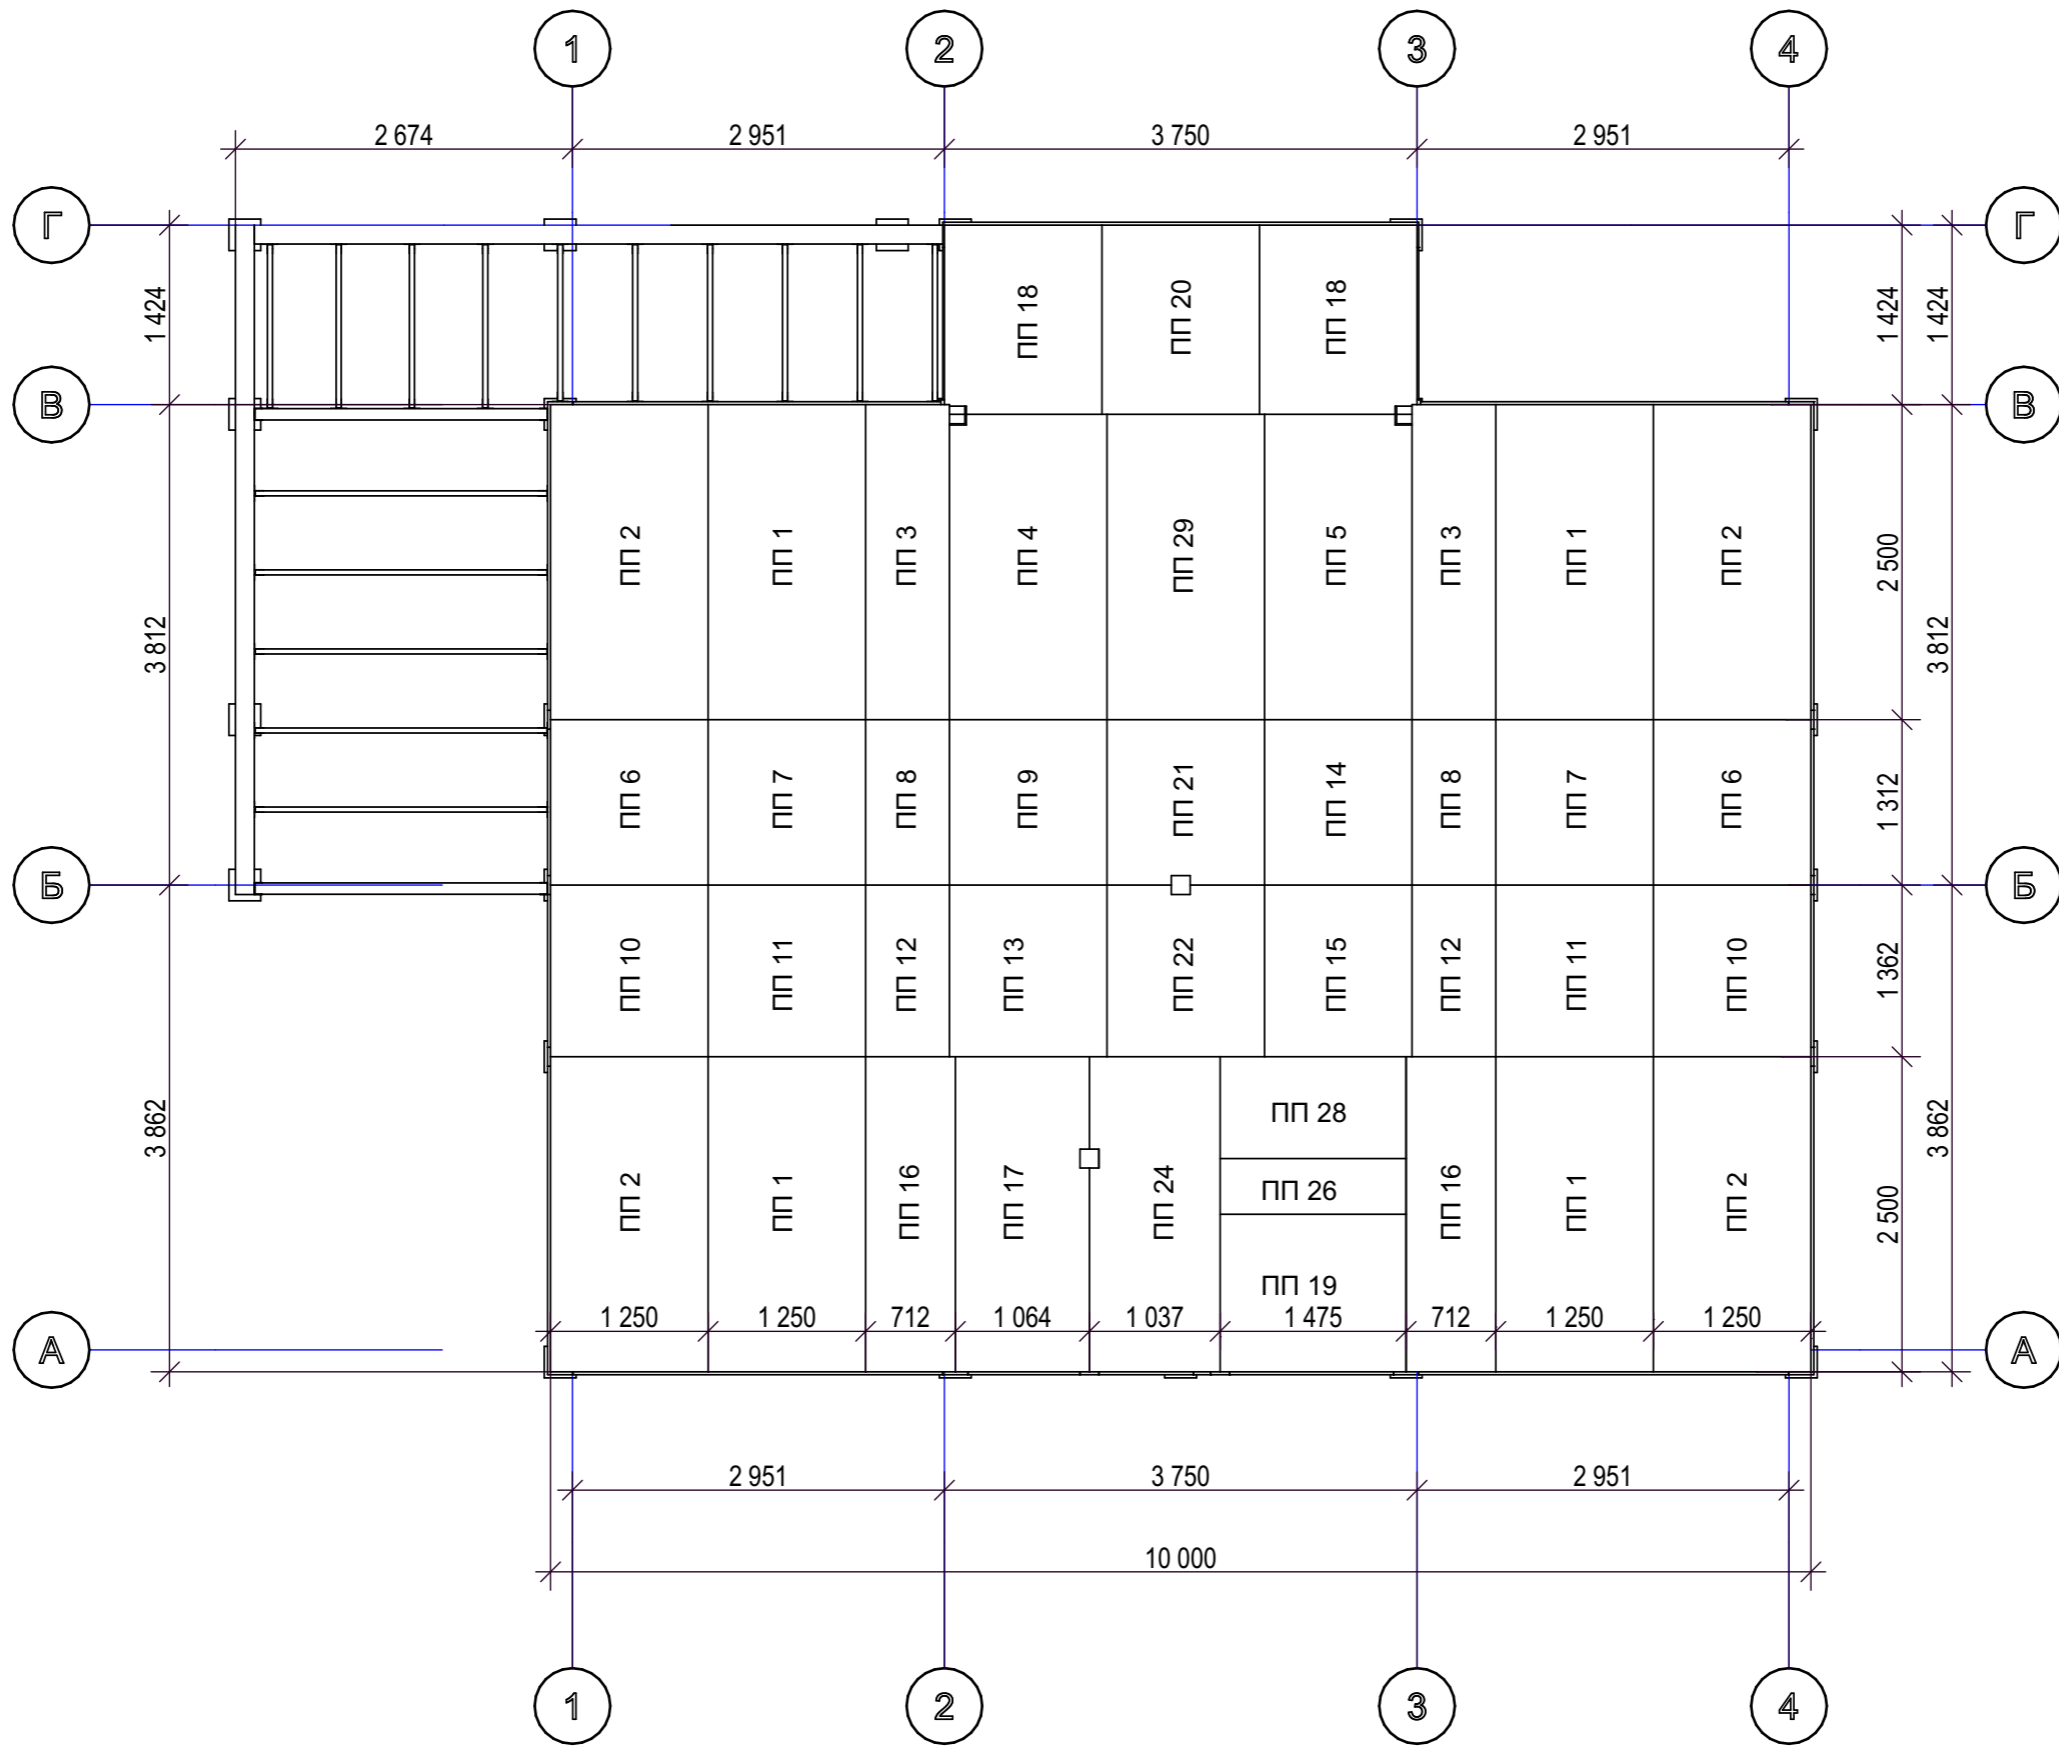 1 2 3 4
2 674 2 951 3 750 2 951
Г Г
1 424 ПП 18 ПП 20 ПП 18 1 424 1 424
В В
ПП 2 ПП 1 ПП 3 ПП 4 ПП 29 ПП 5 ПП 3 ПП 1 ПП 2 2 500
3 812 3 812
ПП 6 ПП 7 ПП 8 ПП 9 ПП 21 ПП 14 ПП 8 ПП 7 ПП 6 1 312
Б Б
ПП 10 ПП 11 ПП 12 ПП 13 ПП 22 ПП 15 ПП 12 ПП 11 ПП 10 1 362
ПП 28
3 862 3 862
ПП 26
ПП 2 ПП 1 ПП 16 ПП 17 ПП 24 ПП 16 ПП 1 ПП 2 2 500
ПП 19
1 250 1 250 712 1 064 1 037 1 475 712 1 250 1 250
А А
2 951 3 750 2 951
10 000
1 2 3 4